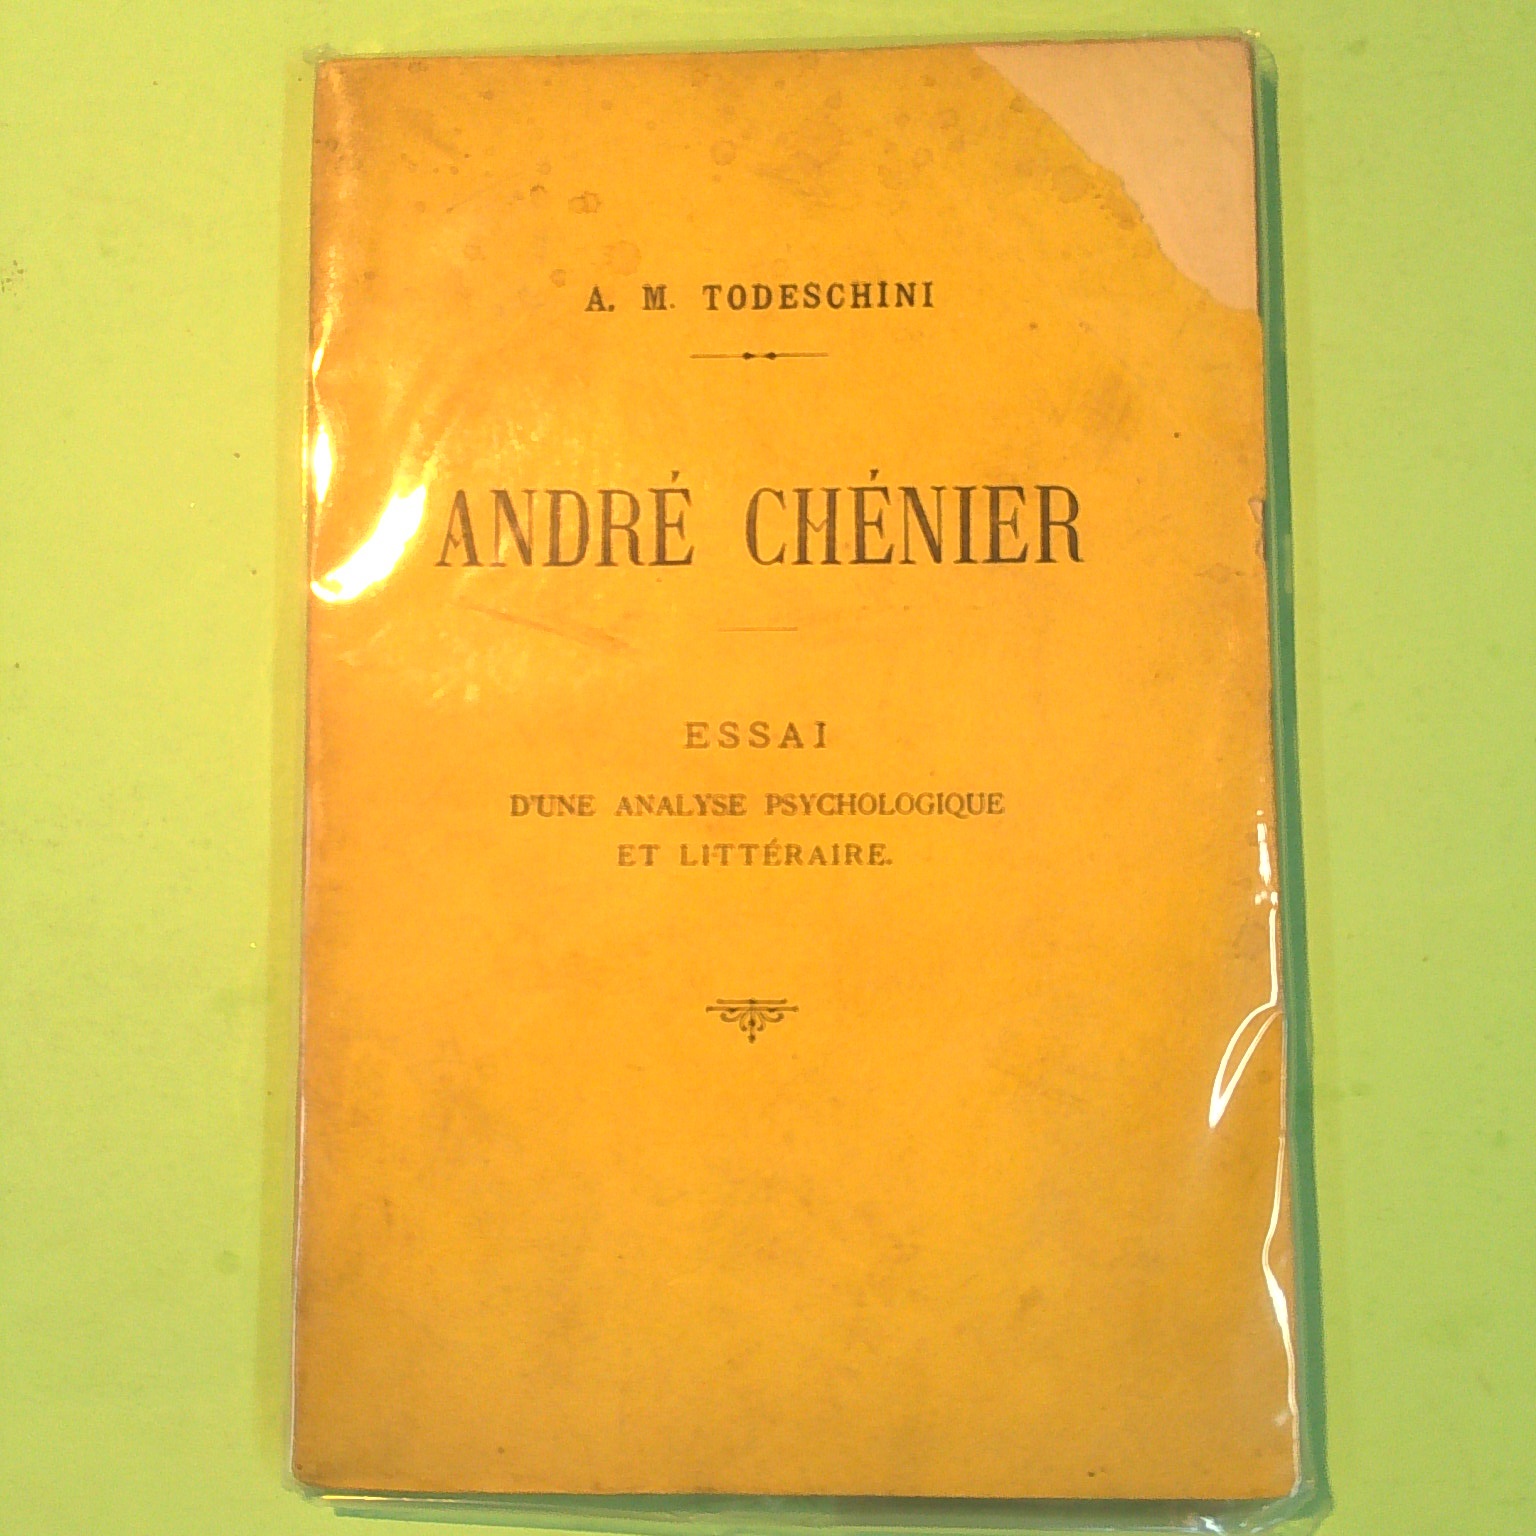 A. M. TODESCHINI
ANDRÉ CHÉNIER
ESSAI
D'UNE ANALYSE PSYCHOLOGIQUE
ET LITTÉRAIRE.